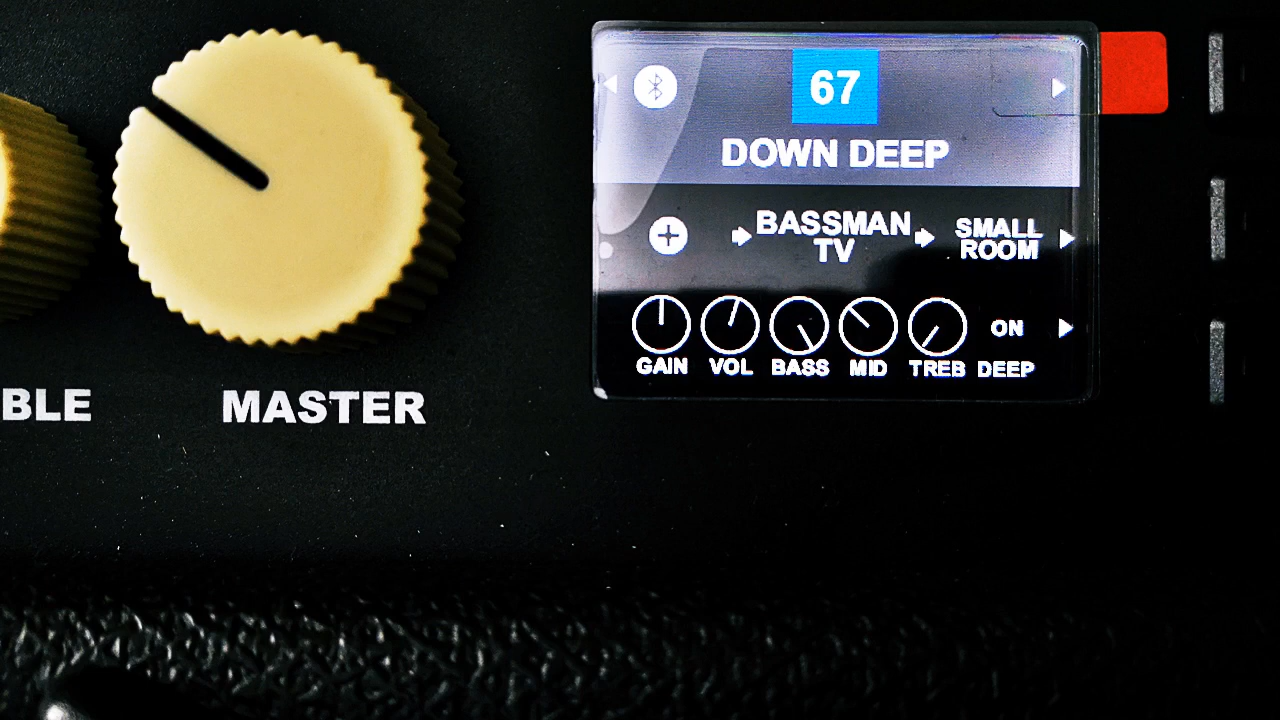 67
DOWN DEEP
BASSMAN TV
SMALL ROOM
ON
GAIN VOL BASS MID TREB DEEP
BLE
MASTER